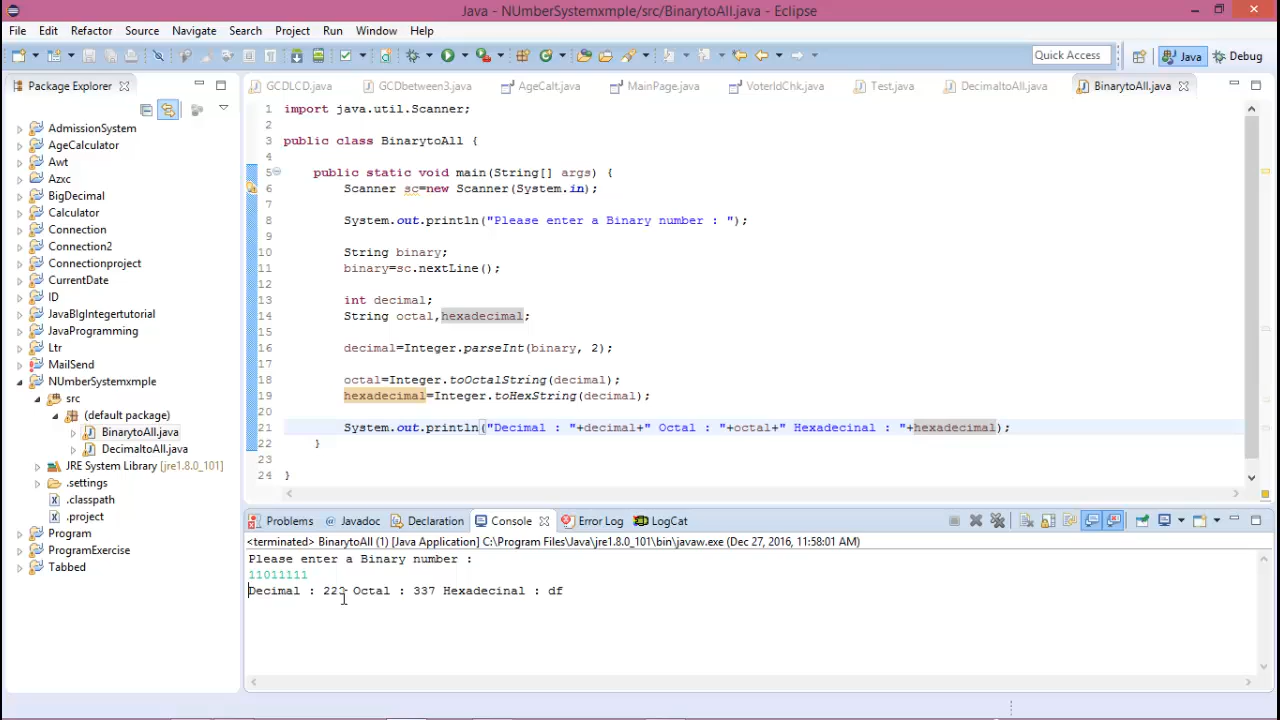 Java - NUmberSystemxmple/src/BinarytoAll.java - Eclipse
File Edit Refactor Source Navigate Search Project Run Window Help
Quick Access Java Debug
Package Explorer
GCDLCD.java GCDbetween3.java AgeCalt.java MainPage.java VoterIdChk.java Test.java DecimaltoAll.java BinarytoAll.java
AdmissionSystem
AgeCalculator
Awt
Azxc
BigDecimal
Calculator
Connection
Connection2
Connectionproject
CurrentDate
ID
JavaBIgIntegertutorial
JavaProgramming
Ltr
MailSend
NUmberSystemxmple
src
(default package)
BinarytoAll.java
DecimaltoAll.java
JRE System Library [jre1.8.0_101]
.settings
.classpath
.project
Program
ProgramExercise
Tabbed
1 import java.util.Scanner;
2
3 public class BinarytoAll {
4
5 public static void main(String[] args) {
6 Scanner sc=new Scanner(System.in);
7
8 System.out.println("Please enter a Binary number : ");
9
10 String binary;
11 binary=sc.nextLine();
12
13 int decimal;
14 String octal,hexadecimal;
15
16 decimal=Integer.parseInt(binary, 2);
17
18 octal=Integer.toOctalString(decimal);
19 hexadecimal=Integer.toHexString(decimal);
20
21 System.out.println("Decimal : "+decimal+" Octal : "+octal+" Hexadecinal : "+hexadecimal);
22 }
23
24 }
Problems @ Javadoc Declaration Console Error Log LogCat
<terminated> BinarytoAll (1) [Java Application] C:\Program Files\Java\jre1.8.0_101\bin\javaw.exe (Dec 27, 2016, 11:58:01 AM)
Please enter a Binary number :
11011111
Decimal : 223 Octal : 337 Hexadecinal : df